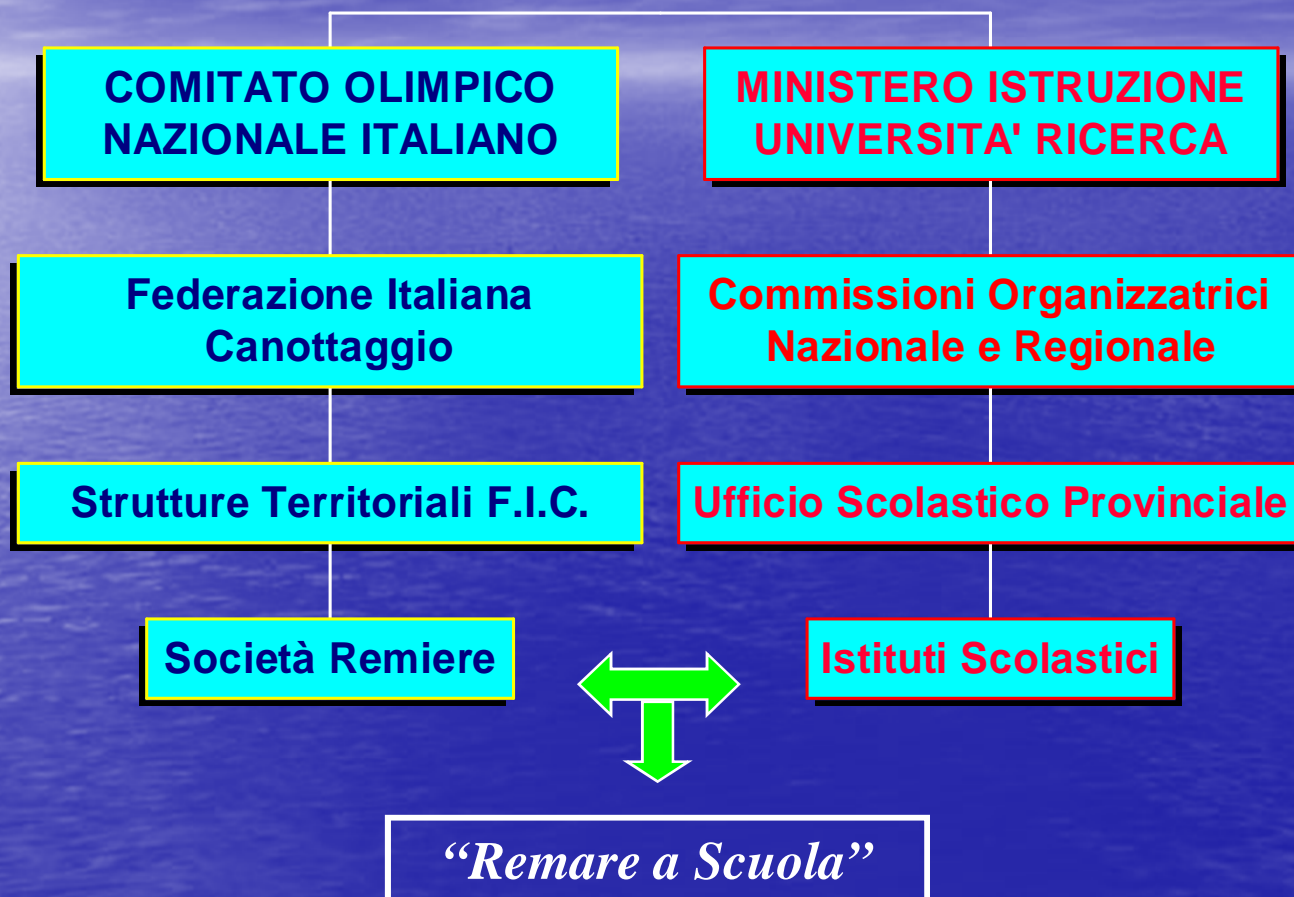 COMITATO OLIMPICO
NAZIONALE ITALIANO
MINISTERO ISTRUZIONE
UNIVERSITA' RICERCA
Federazione Italiana
Canottaggio
Commissioni Organizzatrici
Nazionale e Regionale
Strutture Territoriali F.I.C.
Ufficio Scolastico Provinciale
Società Remiere
Istituti Scolastici
“Remare a Scuola”